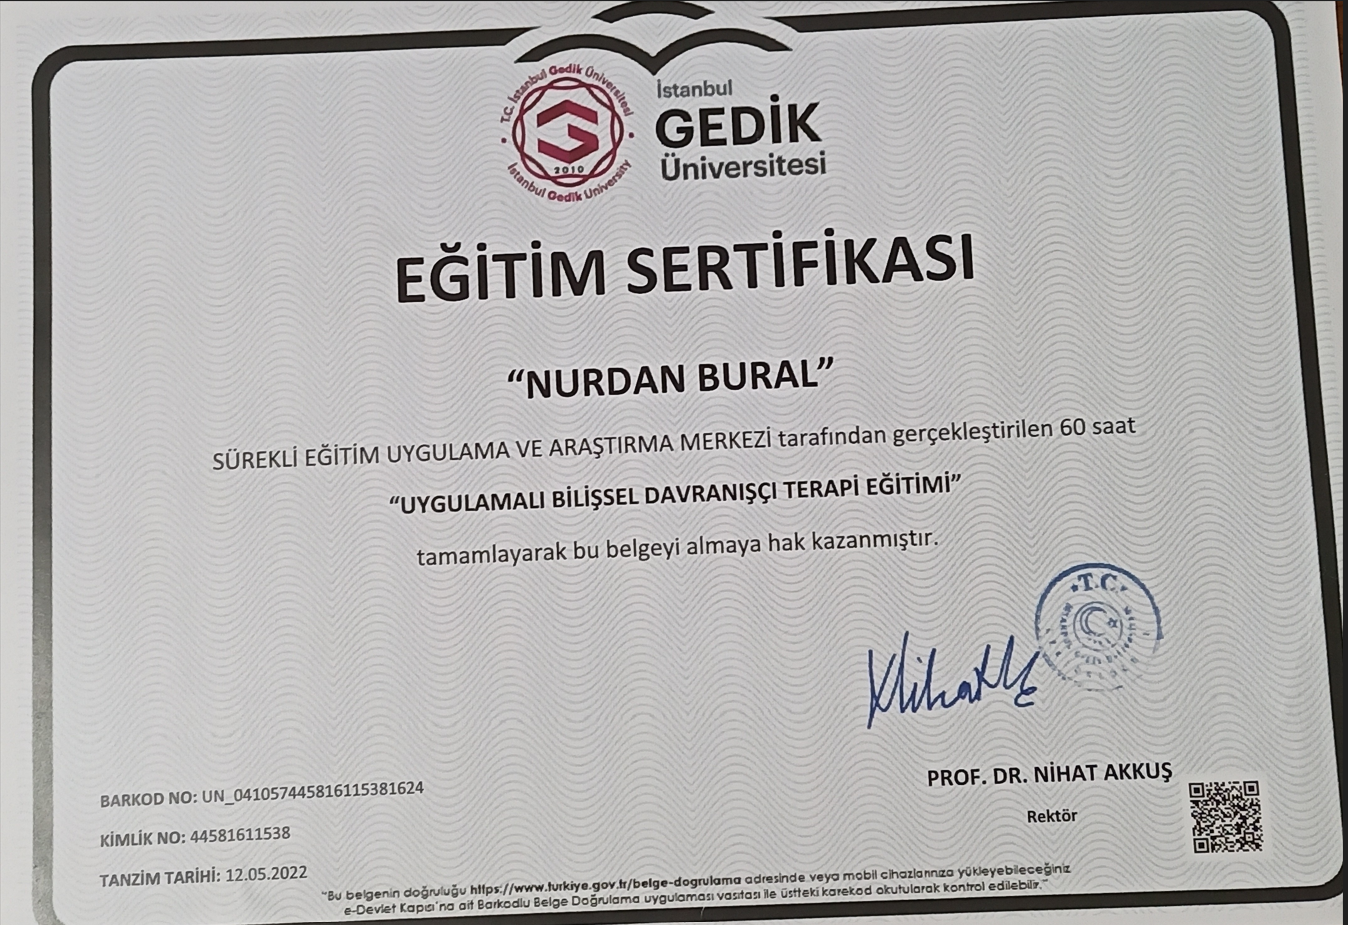 T.C. İstanbul Gedik Üniversitesi
2010
İstanbul Gedik University
İstanbul
GEDİK
Üniversitesi
EĞİTİM SERTİFİKASI
“NURDAN BURAL”
SÜREKLİ EĞİTİM UYGULAMA VE ARAŞTIRMA MERKEZİ tarafından gerçekleştirilen 60 saat
“UYGULAMALI BİLİŞSEL DAVRANIŞÇI TERAPİ EĞİTİMİ”
tamamlayarak bu belgeyi almaya hak kazanmıştır.
T.C.
PROF. DR. NİHAT AKKUŞ
Rektör
BARKOD NO: UN_041057445816115381624
KİMLİK NO: 44581611538
TANZİM TARİHİ: 12.05.2022
"Bu belgenin doğruluğu https://www.turkiye.gov.tr/belge-dogrulama adresinde veya mobil cihazlarınıza yükleyebileceğiniz
e-Devlet Kapısı'na ait Barkodlu Belge Doğrulama uygulaması vasıtası ile üstteki karekod okutularak kontrol edilebilir."